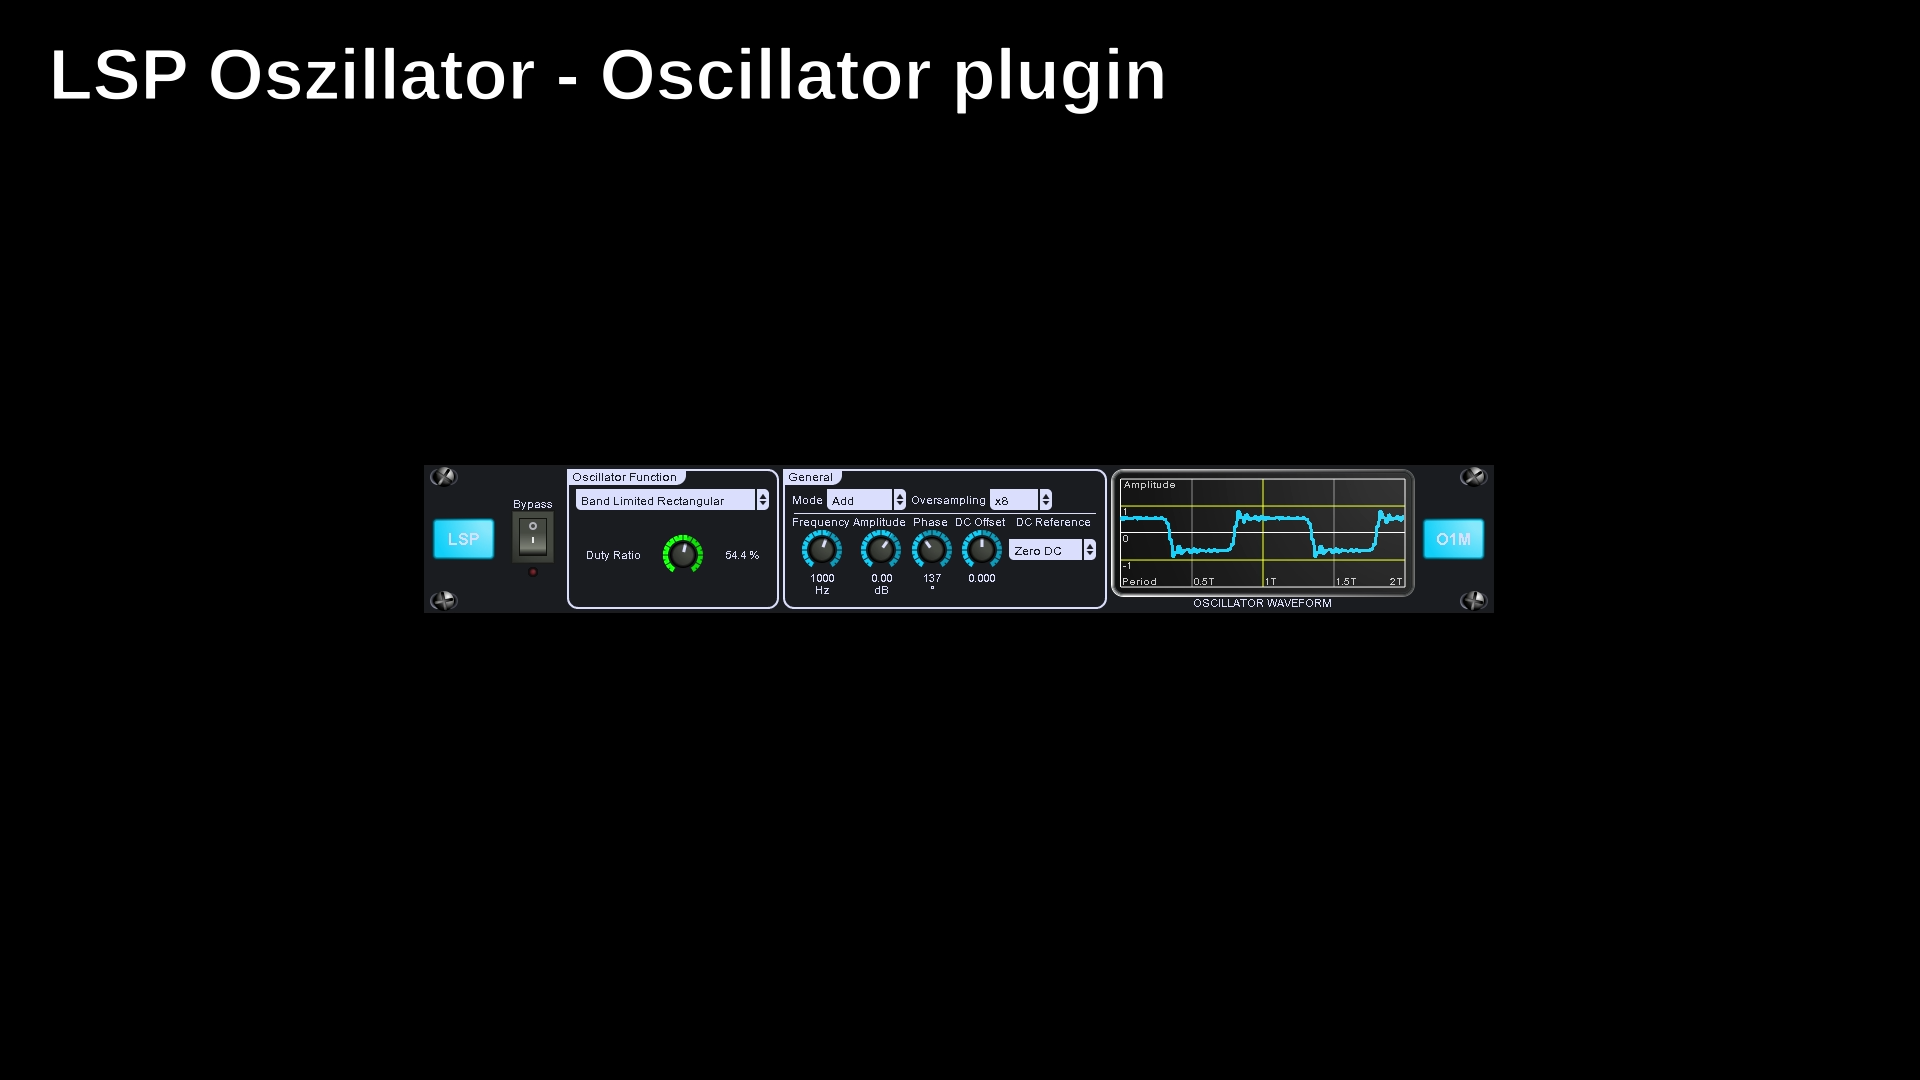 LSP Oszillator - Oscillator plugin
LSP
Bypass
Oscillator Function
Band Limited Rectangular
Duty Ratio 54.4 %
General
Mode Add Oversampling x8
Frequency Amplitude Phase DC Offset DC Reference
Zero DC
1000 0.00 137 0.000
Hz dB °
Amplitude
1
0
-1
Period 0.5T 1T 1.5T 2T
OSCILLATOR WAVEFORM
O1M